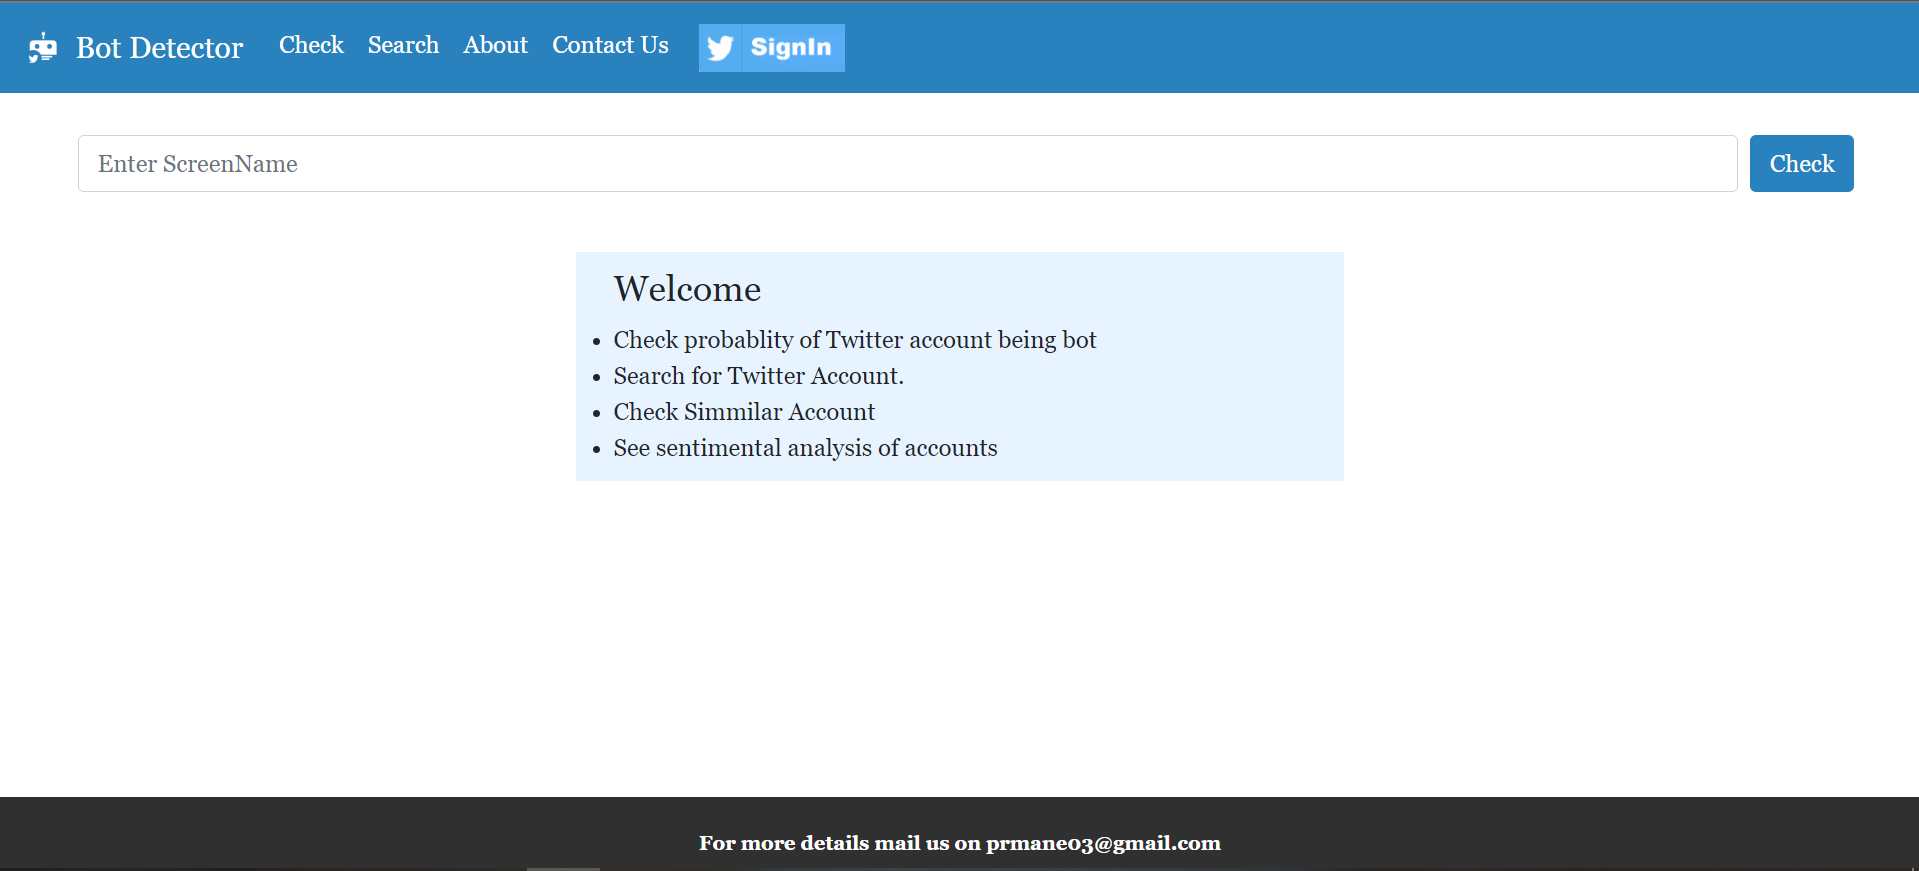 Bot Detector Check Search About Contact Us SignIn
Enter ScreenName Check
Welcome
• Check probablity of Twitter account being bot
• Search for Twitter Account.
• Check Simmilar Account
• See sentimental analysis of accounts
For more details mail us on prmane03@gmail.com